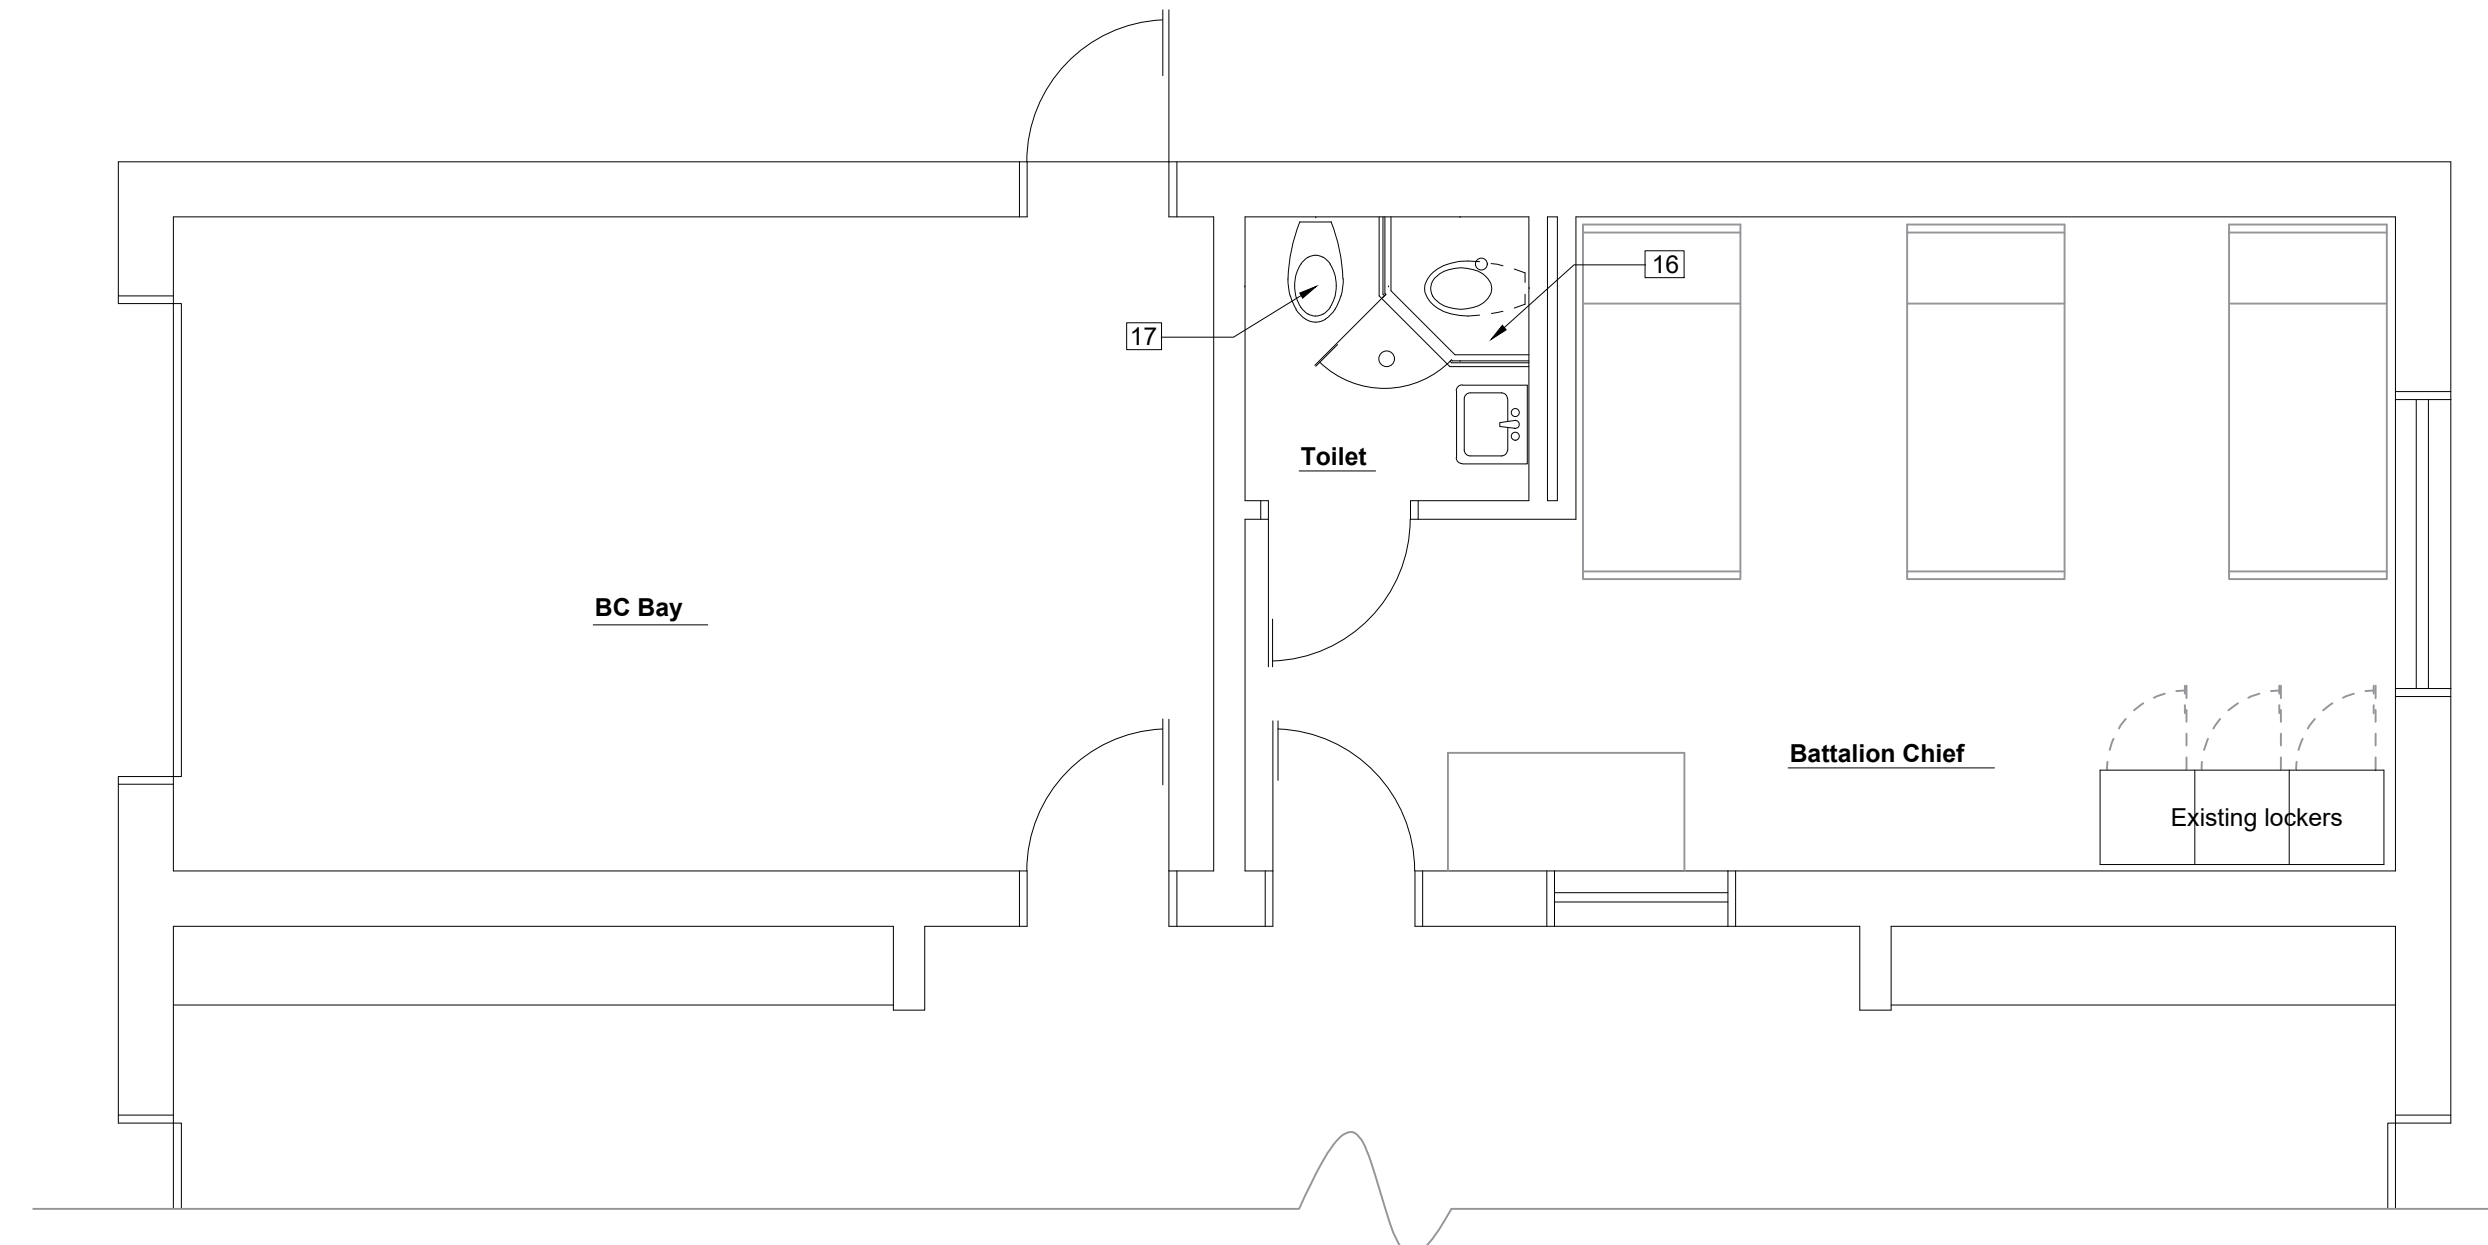 16
17
Toilet
BC Bay
Battalion Chief
Existing lockers